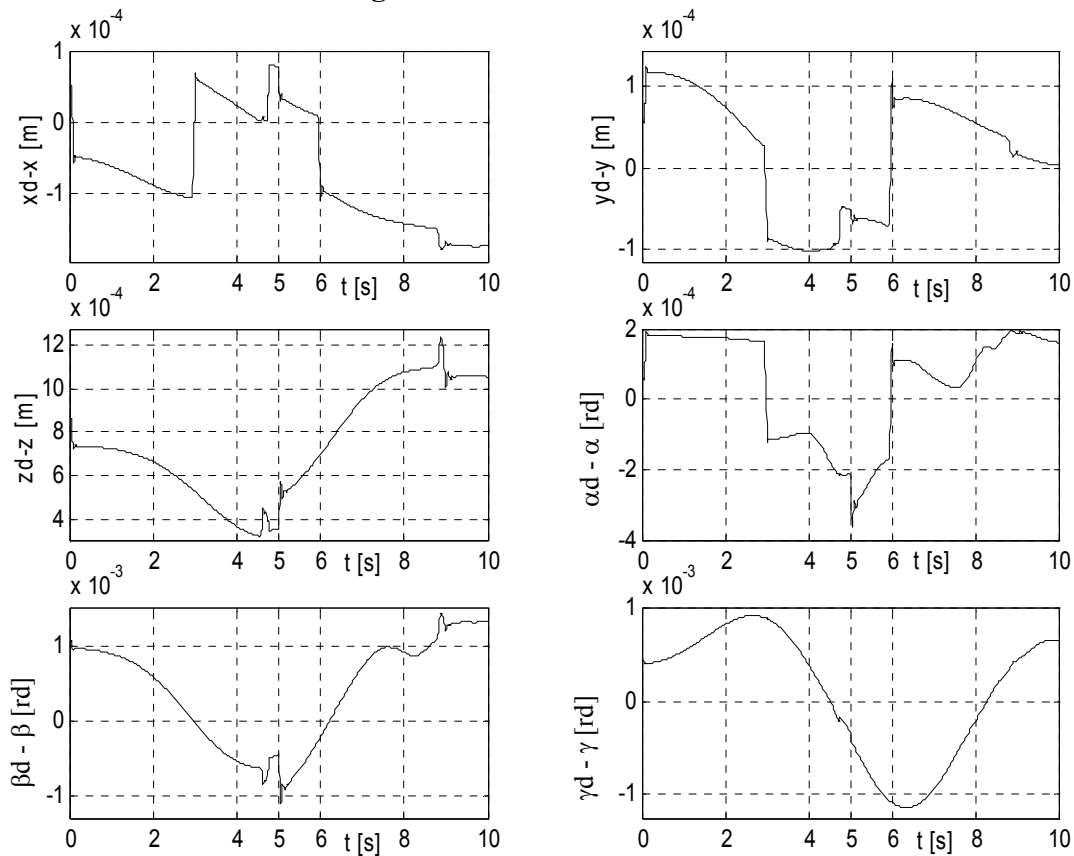 x 10-4
1
0
-1
xd-x [m]
0 2 4 5 6 t [s] 8 10
x 10-4
1
0
-1
yd-y [m]
0 2 4 5 6 t [s] 8 10
x 10-4
12
10
8
6
4
zd-z [m]
0 2 4 5 6 t [s] 8 10
x 10-4
2
0
-2
-4
αd - α [rd]
0 2 4 5 6 t [s] 8 10
x 10-3
1
0
-1
βd - β [rd]
0 2 4 5 6 t [s] 8 10
x 10-3
1
0
-1
γd - γ [rd]
0 2 4 5 6 t [s] 8 10